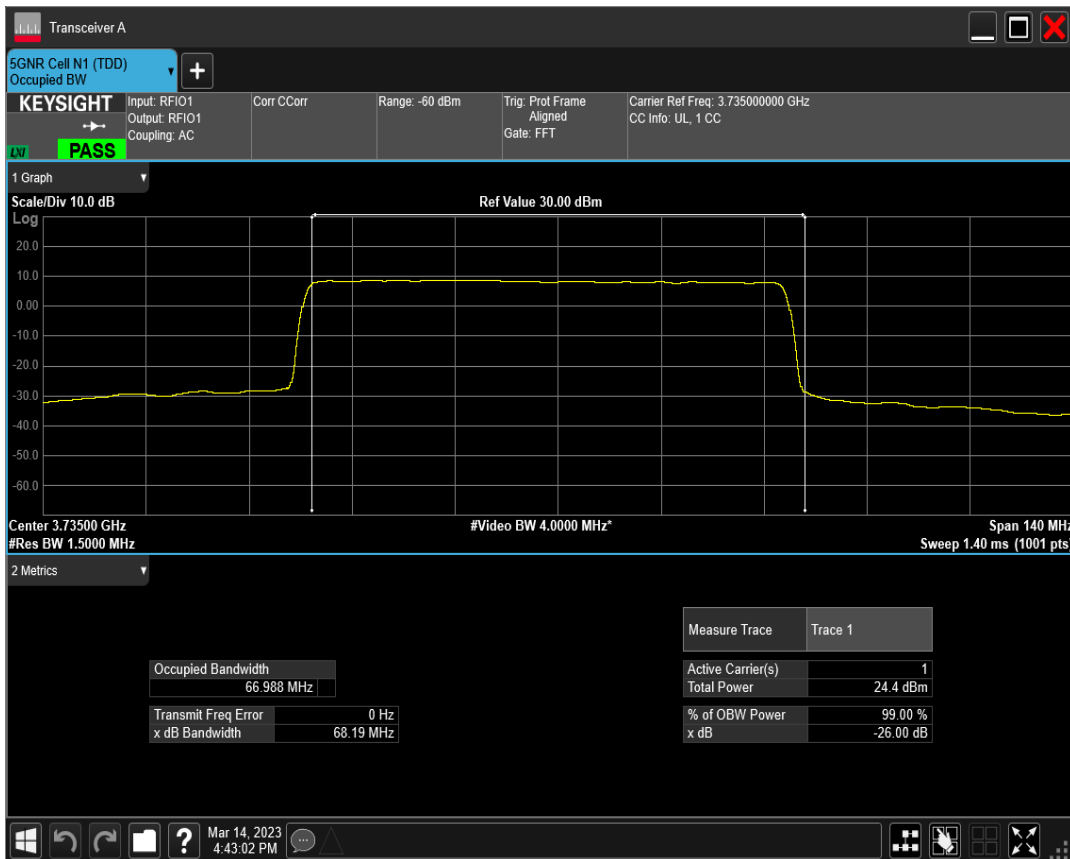 Transceiver A
5GNR Cell N1 (TDD)
Occupied BW
+
KEYSIGHT
LXI
PASS
Input: RFIO1
Output: RFIO1
Coupling: AC
Corr CCorr
Range: -60 dBm
Trig: Prot Frame
Aligned
Gate: FFT
Carrier Ref Freq: 3.735000000 GHz
CC Info: UL, 1 CC
1 Graph
Scale/Div 10.0 dB
Ref Value 30.00 dBm
Log
20.0
10.0
0.00
-10.0
-20.0
-30.0
-40.0
-50.0
-60.0
Center 3.73500 GHz
#Video BW 4.0000 MHz*
Span 140 MHz
#Res BW 1.5000 MHz
Sweep 1.40 ms (1001 pts)
2 Metrics
Measure Trace Trace 1
Occupied Bandwidth
66.988 MHz
Active Carrier(s) 1
Total Power 24.4 dBm
Transmit Freq Error 0 Hz
x dB Bandwidth 68.19 MHz
% of OBW Power 99.00 %
x dB -26.00 dB
?
Mar 14, 2023
4:43:02 PM